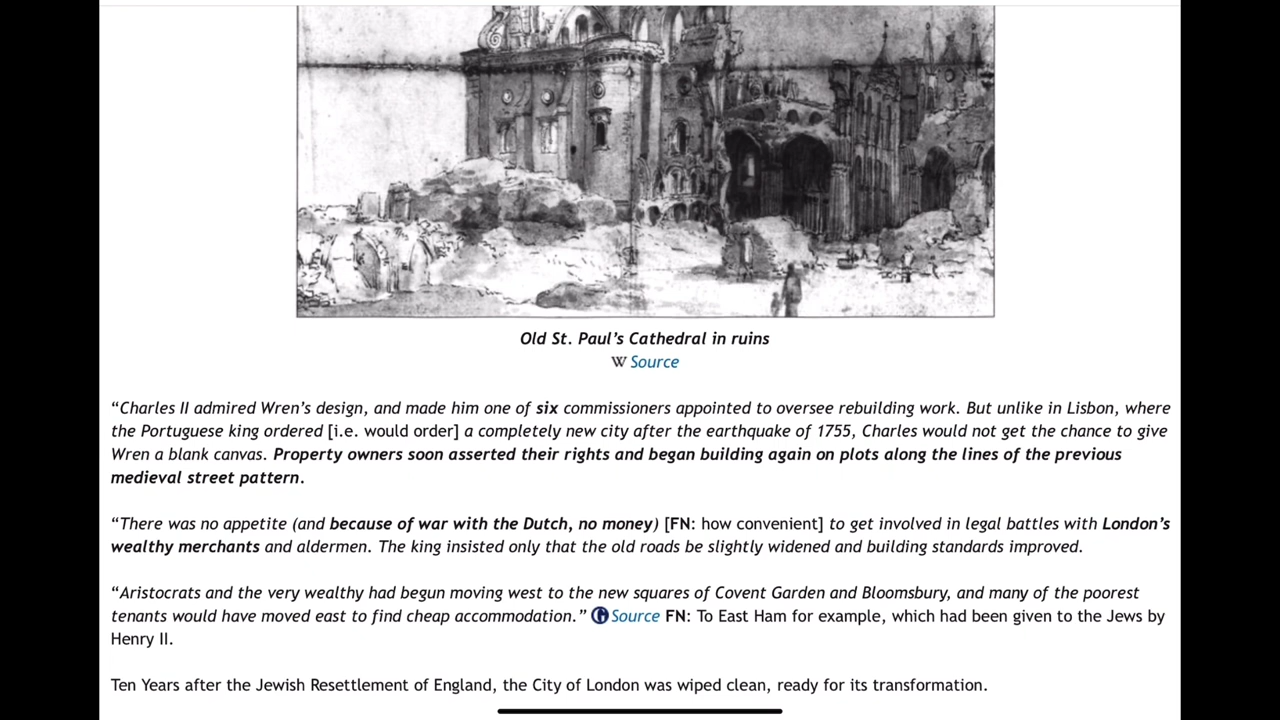 Old St. Paul’s Cathedral in ruins
W Source
“Charles II admired Wren’s design, and made him one of six commissioners appointed to oversee rebuilding work. But unlike in Lisbon, where
the Portuguese king ordered [i.e. would order] a completely new city after the earthquake of 1755, Charles would not get the chance to give
Wren a blank canvas. Property owners soon asserted their rights and began building again on plots along the lines of the previous
medieval street pattern.
“There was no appetite (and because of war with the Dutch, no money) [FN: how convenient] to get involved in legal battles with London’s
wealthy merchants and aldermen. The king insisted only that the old roads be slightly widened and building standards improved.
“Aristocrats and the very wealthy had begun moving west to the new squares of Covent Garden and Bloomsbury, and many of the poorest
tenants would have moved east to find cheap accommodation.” G Source FN: To East Ham for example, which had been given to the Jews by
Henry II.
Ten Years after the Jewish Resettlement of England, the City of London was wiped clean, ready for its transformation.